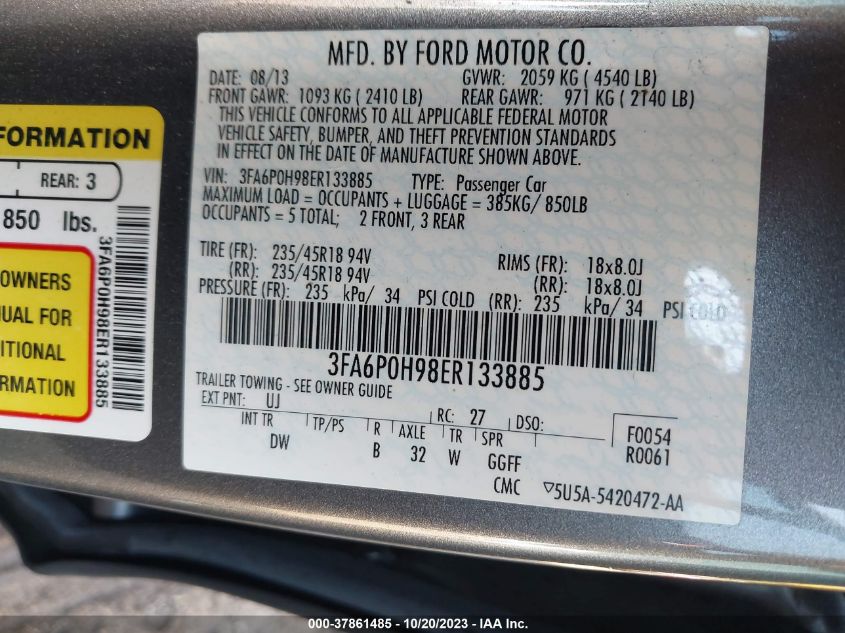 MFD. BY FORD MOTOR CO.
DATE: 08/13 GVWR: 2059 KG ( 4540 LB)
FRONT GAWR: 1093 KG ( 2410 LB) REAR GAWR: 971 KG ( 2140 LB)
THIS VEHICLE CONFORMS TO ALL APPLICABLE FEDERAL MOTOR
VEHICLE SAFETY, BUMPER, AND THEFT PREVENTION STANDARDS
IN EFFECT ON THE DATE OF MANUFACTURE SHOWN ABOVE.
VIN: 3FA6P0H98ER133885 TYPE: Passenger Car
MAXIMUM LOAD = OCCUPANTS + LUGGAGE = 385KG/ 850LB
OCCUPANTS = 5 TOTAL; 2 FRONT, 3 REAR
TIRE (FR): 235/45R18 94V RIMS (FR): 18x8.0J
(RR): 235/45R18 94V (RR): 18x8.0J
PRESSURE (FR): 235 kPa/ 34 PSI COLD (RR): 235 kPa/ 34 PSI COLD
3FA6P0H98ER133885
TRAILER TOWING - SEE OWNER GUIDE
EXT PNT: UJ RC: 27 DSO:
INT TR TP/PS R AXLE TR SPR F0054
DW B 32 W GGFF R0061
CMC 5U5A-5420472-AA
FORMATION
REAR: 3
850 lbs.
3FA6P0H98ER133885
OWNERS
UAL FOR
ITIONAL
RMATION
000-37861485 - 10/20/2023 - IAA Inc.